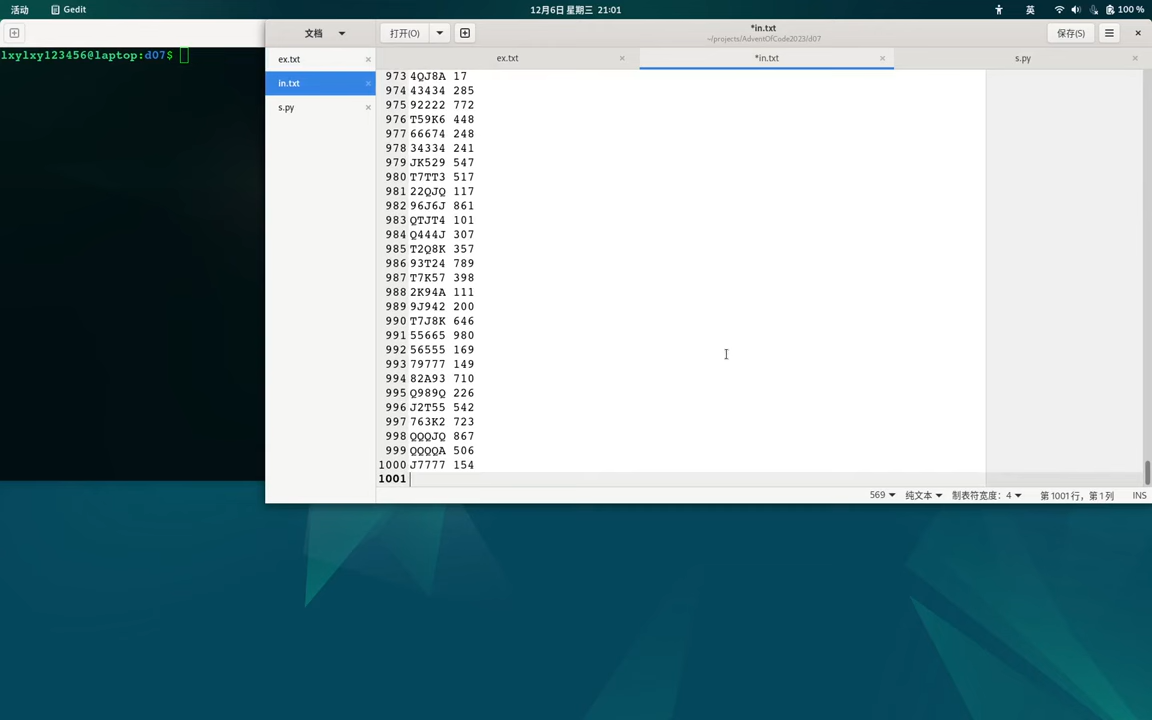 活动 Gedit 12月6日 星期三 21:01 英 100 %
文档 打开(O) *in.txt 保存(S)
~/projects/AdventOfCode2023/d07
lxylxy123456@laptop:d07$
ex.txt
in.txt
s.py
ex.txt *in.txt s.py
973 4QJ8A 17
974 43434 285
975 92222 772
976 T59K6 448
977 66674 248
978 34334 241
979 JK529 547
980 T7TT3 517
981 22QJQ 117
982 96J6J 861
983 QTJT4 101
984 Q444J 307
985 T2Q8K 357
986 93T24 789
987 T7K57 398
988 2K94A 111
989 9J942 200
990 T7J8K 646
991 55665 980
992 56555 169
993 79777 149
994 82A93 710
995 Q989Q 226
996 J2T55 542
997 763K2 723
998 QQQJQ 867
999 QQQQA 506
1000 J7777 154
1001
569 纯文本 制表符宽度：4 第 1001 行，第 1 列 INS